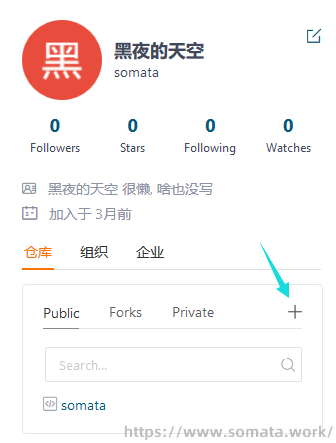 黑
黑夜的天空
somata
0 0 0 0
Followers Stars Following Watches
黑夜的天空 很懒, 啥也没写
加入于 3月前
仓库 组织 企业
Public Forks Private
Search...
somata
https://www.somata.work/